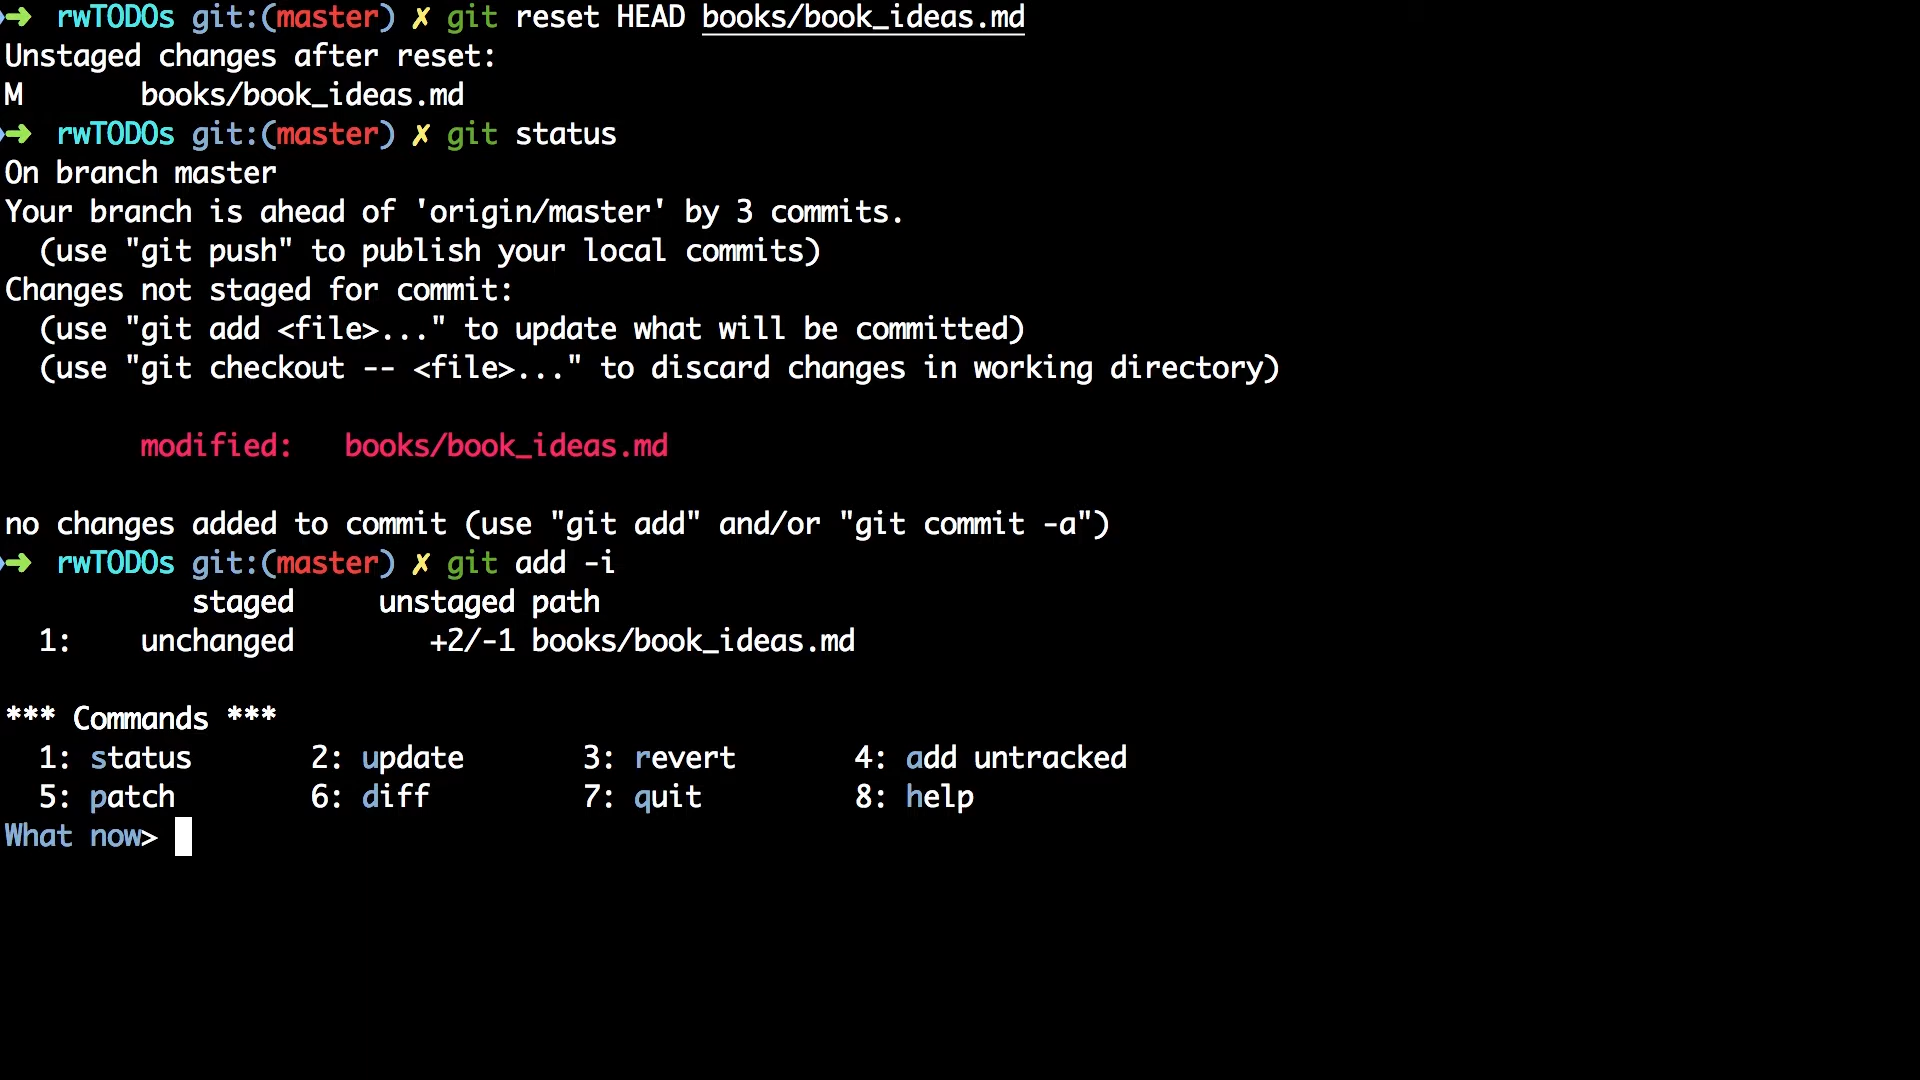 ➜  rwTODOs git:(master) ✗ git reset HEAD books/book_ideas.md
Unstaged changes after reset:
M       books/book_ideas.md
➜  rwTODOs git:(master) ✗ git status
On branch master
Your branch is ahead of 'origin/master' by 3 commits.
  (use "git push" to publish your local commits)
Changes not staged for commit:
  (use "git add <file>..." to update what will be committed)
  (use "git checkout -- <file>..." to discard changes in working directory)
        modified:   books/book_ideas.md
no changes added to commit (use "git add" and/or "git commit -a")
➜  rwTODOs git:(master) ✗ git add -i
           staged     unstaged path
  1:    unchanged        +2/-1 books/book_ideas.md
*** Commands ***
  1: status       2: update       3: revert       4: add untracked
  5: patch        6: diff         7: quit         8: help
What now>